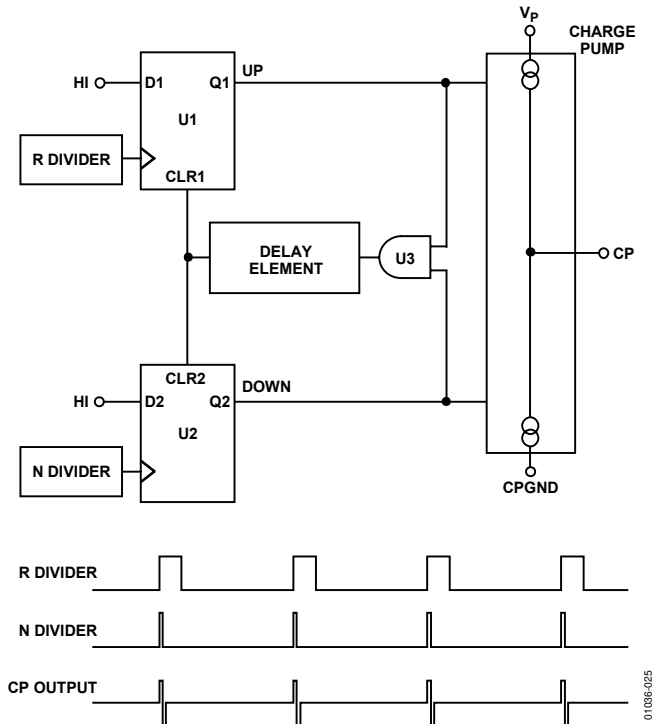 VP
CHARGE
PUMP
HI
D1
Q1
UP
U1
R DIVIDER
CLR1
DELAY
ELEMENT
U3
CP
CLR2
DOWN
HI
D2
Q2
U2
N DIVIDER
CPGND
R DIVIDER
N DIVIDER
CP OUTPUT
01036-025